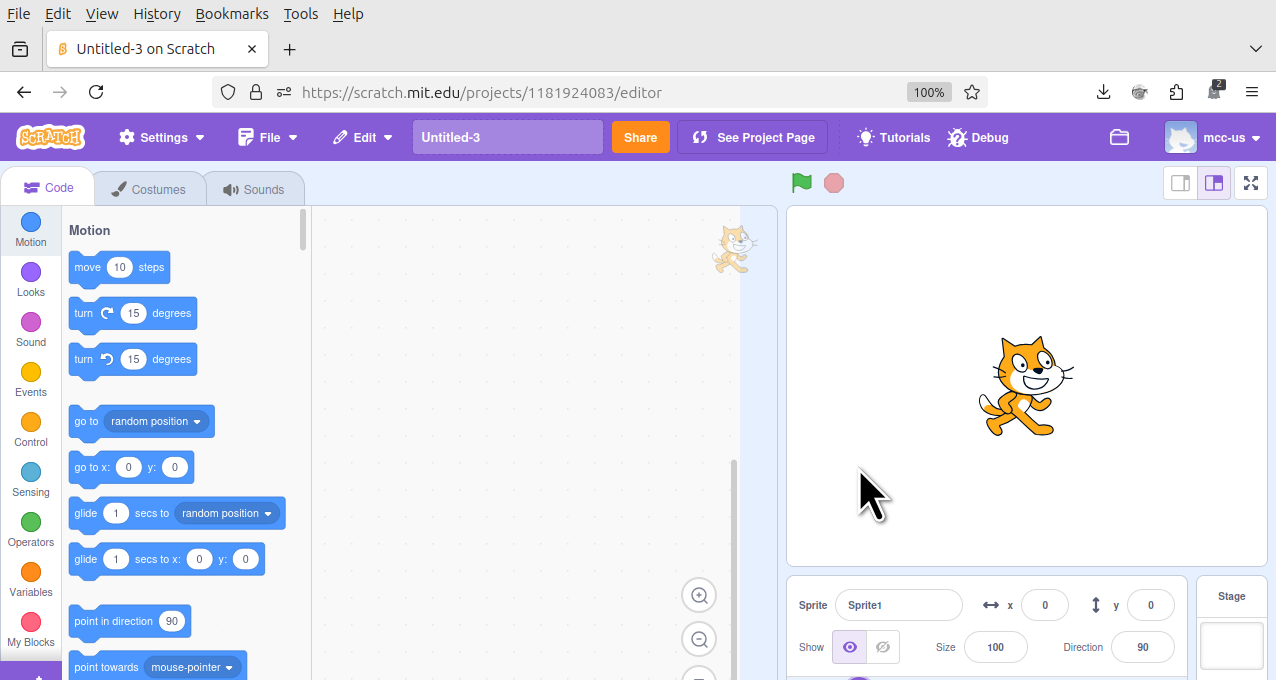 File Edit View History Bookmarks Tools Help
Untitled-3 on Scratch
https://scratch.mit.edu/projects/1181924083/editor 100% 2
SCRATCH Settings File Edit Untitled-3 Share See Project Page Tutorials Debug mcc-us
Code Costumes Sounds
Motion
Looks
Sound
Events
Control
Sensing
Operators
Variables
My Blocks
Motion
move 10 steps
turn 15 degrees
turn 15 degrees
go to random position
go to x: 0 y: 0
glide 1 secs to random position
glide 1 secs to x: 0 y: 0
point in direction 90
point towards mouse-pointer
Sprite Sprite1 x 0 y 0
Show Size 100 Direction 90
Stage